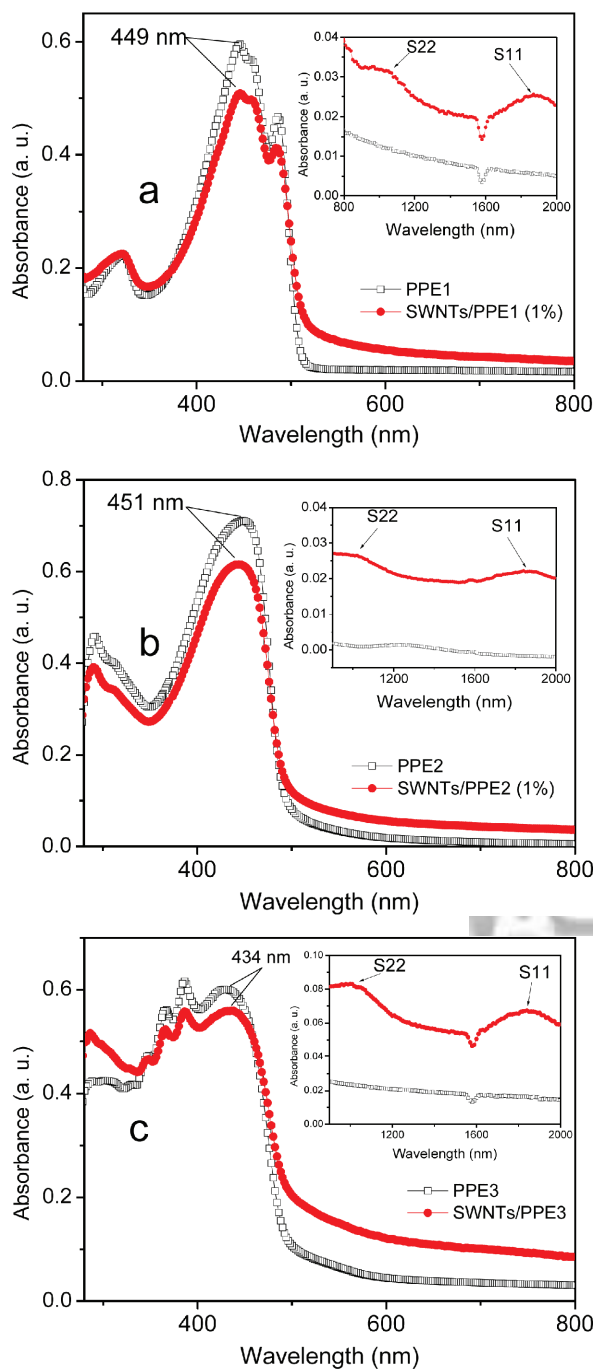 449 nm
a
Absorbance (a. u.)
0.6
0.4
0.2
0.0
400
600
800
Wavelength (nm)
PPE1
SWNTs/PPE1 (1%)
S22
S11
Absorbance (a. u.)
0.04
0.03
0.02
0.01
0.00
800
1200
1600
2000
Wavelength (nm)
451 nm
b
Absorbance (a. u.)
0.8
0.6
0.4
0.2
0.0
400
600
800
Wavelength (nm)
PPE2
SWNTs/PPE2 (1%)
S22
S11
Absorbance (a. u.)
0.04
0.03
0.02
0.01
0.00
1200
1600
2000
Wavelength (nm)
434 nm
c
Absorbance (a. u.)
0.6
0.4
0.2
0.0
400
600
800
Wavelength (nm)
PPE3
SWNTs/PPE3
S22
S11
Absorbance (a. u.)
0.10
0.08
0.06
0.04
0.02
0.00
1200
1600
2000
Wavelength (nm)